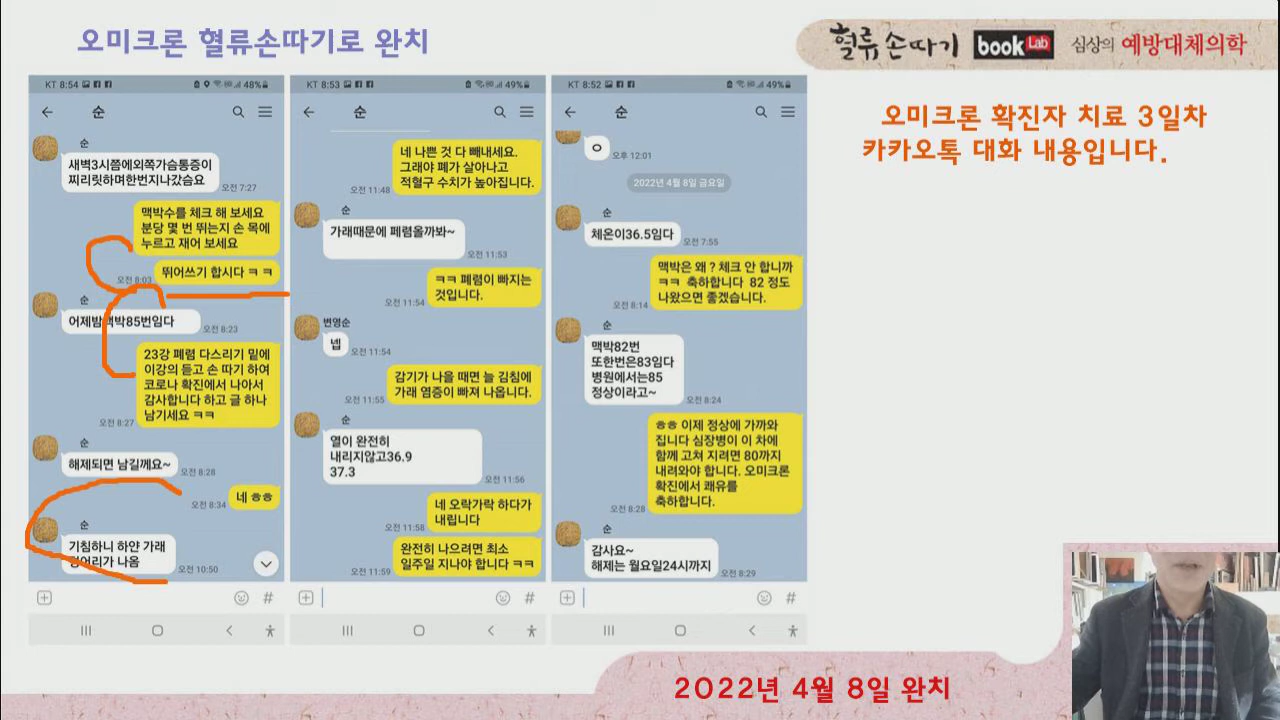 오미크론 혈류손따기로 완치
혈류손따기 book Lab 심상의 예방대체의학
오미크론 확진자 치료 3일차
카카오톡 대화 내용입니다.
KT 8:54
48%
순
새벽3시쯤에외쪽가슴통증이
찌리릿하며한번지나갔슴요
오전 7:27
맥박수를 체크 해 보세요
분당 몇 번 뛰는지 손 목에
누르고 재어 보세요
뛰어쓰기 합시다 ㅋ ㅋ
오전 8:03
순
어제밤맥박85번임다
오전 8:23
23강 폐렴 다스리기 밑에
이강의 듣고 손 따기 하여
코로나 확진에서 나아서
감사합니다 하고 글 하나
남기세요 ㅋㅋ
오전 8:27
순
해제되면 남길께요~
오전 8:28
네 ㅎㅎ
오전 8:34
순
기침하니 하얀 가래
덩어리가 나옴
오전 10:50
#
KT 8:53
49%
순
네 나쁜 것 다 빼내세요.
그래야 폐가 살아나고
적혈구 수치가 높아집니다.
오전 11:48
순
가래때문에 페렴올까봐~
오전 11:53
ㅋㅋ 폐렴이 빠지는
것입니다.
오전 11:54
변영순
넵
오전 11:54
감기가 나을 때면 늘 김침에
가래 염증이 빠져 나옵니다.
오전 11:55
순
열이 완전히
내리지않고36.9
37.3
오전 11:56
네 오락가락 하다가
내립니다
오전 11:58
완전히 나으려면 최소
일주일 지나야 합니다 ㅋㅋ
오전 11:59
#
KT 8:52
49%
순
ㅇ
오후 12:01
2022년 4월 8일 금요일
순
체온이36.5임다
오전 7:55
맥박은 왜 ? 체크 안 합니까
ㅋㅋ 축하합니다 82 정도
나왔으면 좋겠습니다.
오전 8:14
순
맥박82번
또한번은83임다
병원에서는85
정상이라고~
오전 8:24
ㅎㅎ 이제 정상에 가까와
집니다 심장병이 이 차에
함께 고쳐 지려면 80까지
내려와야 합니다. 오미크론
확진에서 쾌유를
축하합니다.
오전 8:28
순
감사요~
해제는 월요일24시까지
오전 8:29
#
2022년 4월 8일 완치